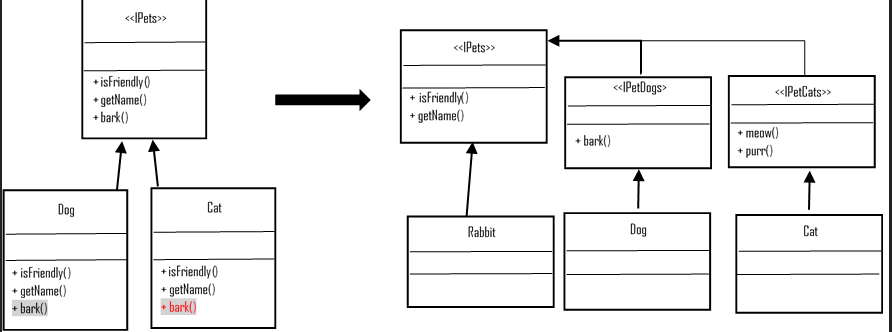 <<IPets>>
+ isFriendly()
+ getName()
+ bark()
Dog
+ isFriendly()
+ getName()
+ bark()
Cat
+ isFriendly()
+ getName()
+ bark()
<<IPets>>
+ isFriendly()
+ getName()
<<IPetDogs>
+ bark()
<<IPetCats>>
+ meow()
+ purr()
Rabbit
Dog
Cat